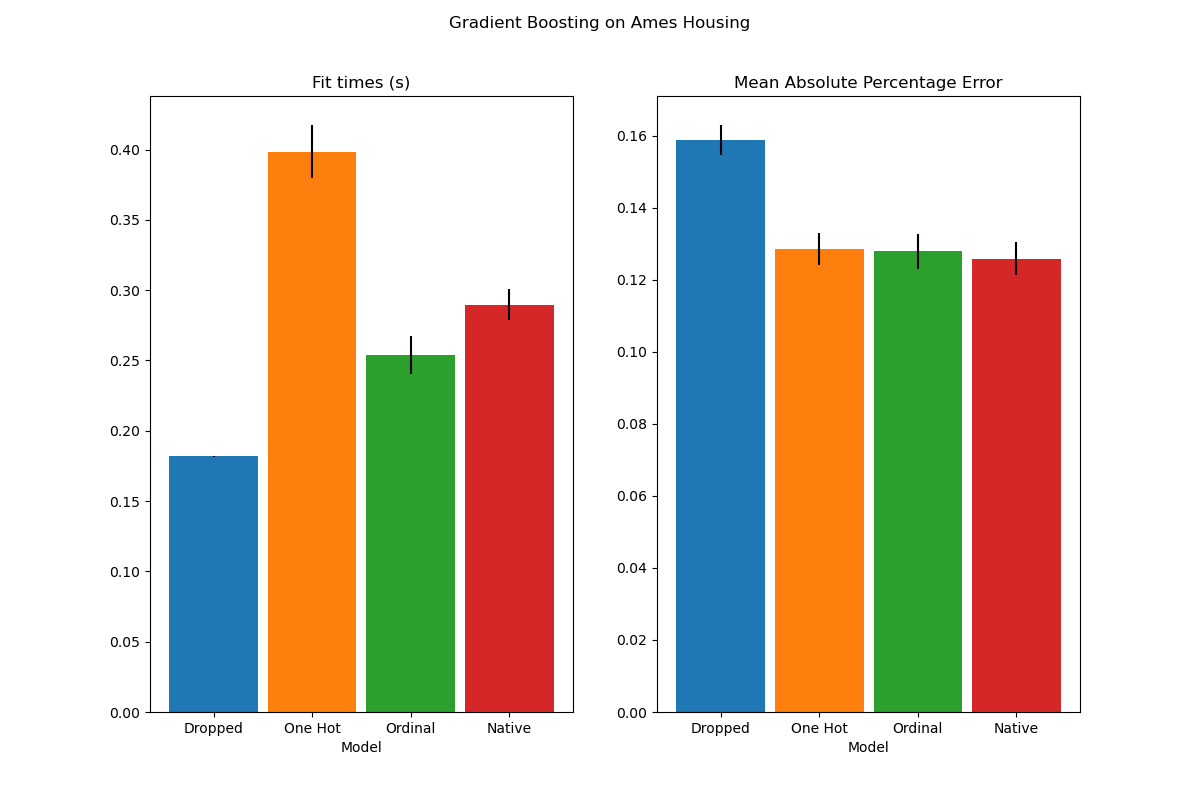 Gradient Boosting on Ames Housing
Fit times (s)
0.40
0.35
0.30
0.25
0.20
0.15
0.10
0.05
0.00
Dropped One Hot Ordinal Native
Model
Mean Absolute Percentage Error
0.16
0.14
0.12
0.10
0.08
0.06
0.04
0.02
0.00
Dropped One Hot Ordinal Native
Model